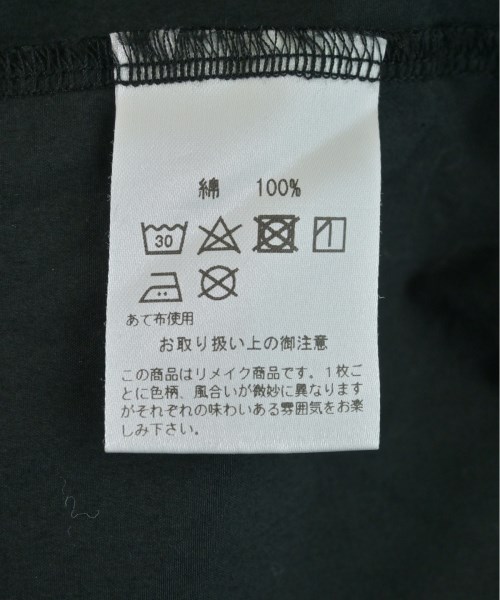 綿 100%
30
あて布使用
お取り扱い上の御注意
この商品はリメイク商品です。1枚ご
とに色柄、風合いが微妙に異なります
がそれぞれの味わいある雰囲気をお楽
しみ下さい。